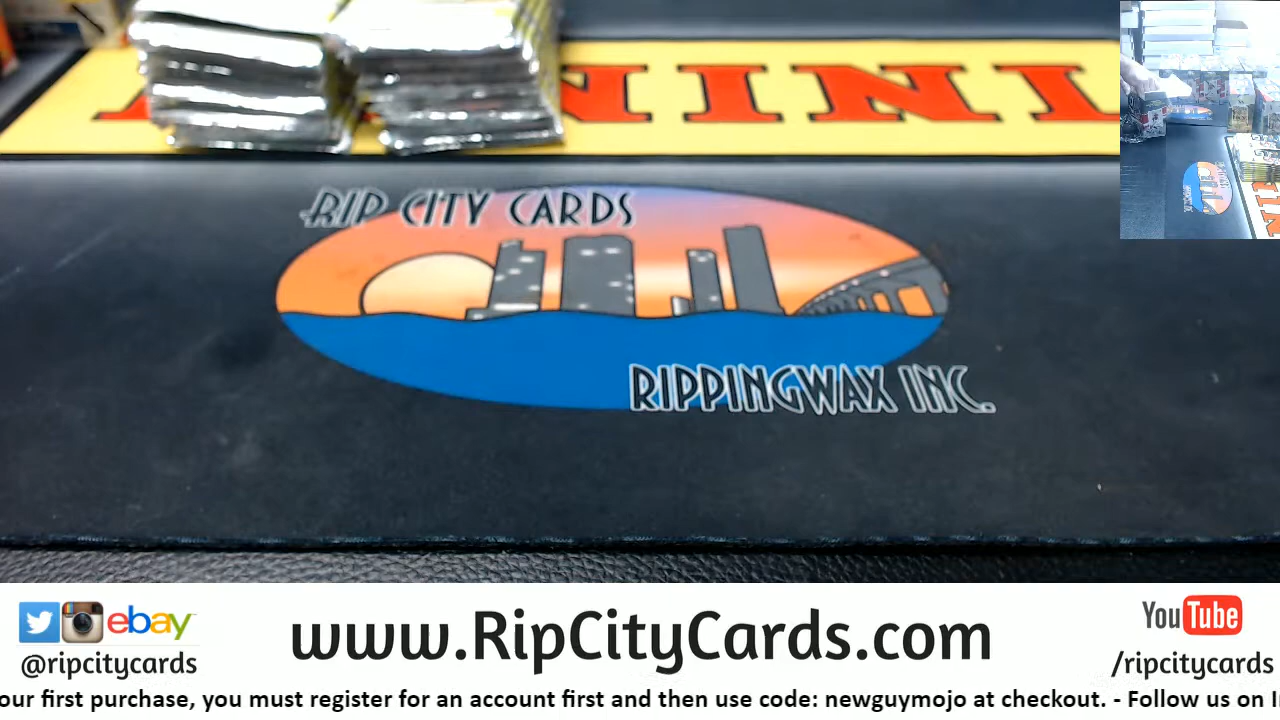 RIP CITY CARDS
RIPPINGWAX INC.
ebay
@ripcitycards
www.RipCityCards.com
YouTube
/ripcitycards
our first purchase, you must register for an account first and then use code: newguymojo at checkout. - Follow us on I